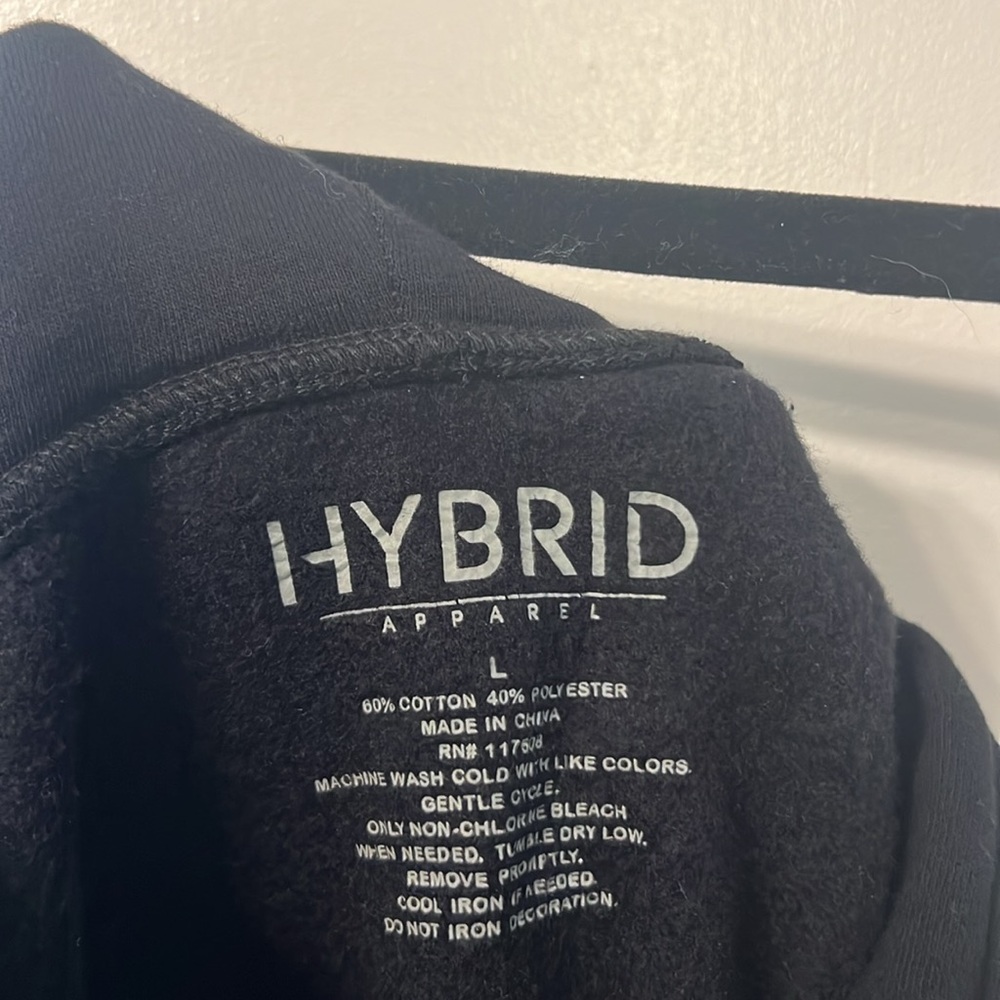 HYBRID
APPAREL
L
60% COTTON 40% POLYESTER
MADE IN CHINA
RN# 117608
MACHINE WASH COLD WITH LIKE COLORS.
GENTLE CYCLE.
ONLY NON-CHLORINE BLEACH
WHEN NEEDED. TUMBLE DRY LOW.
REMOVE PROMPTLY.
COOL IRON IF NEEDED.
DO NOT IRON DECORATION.